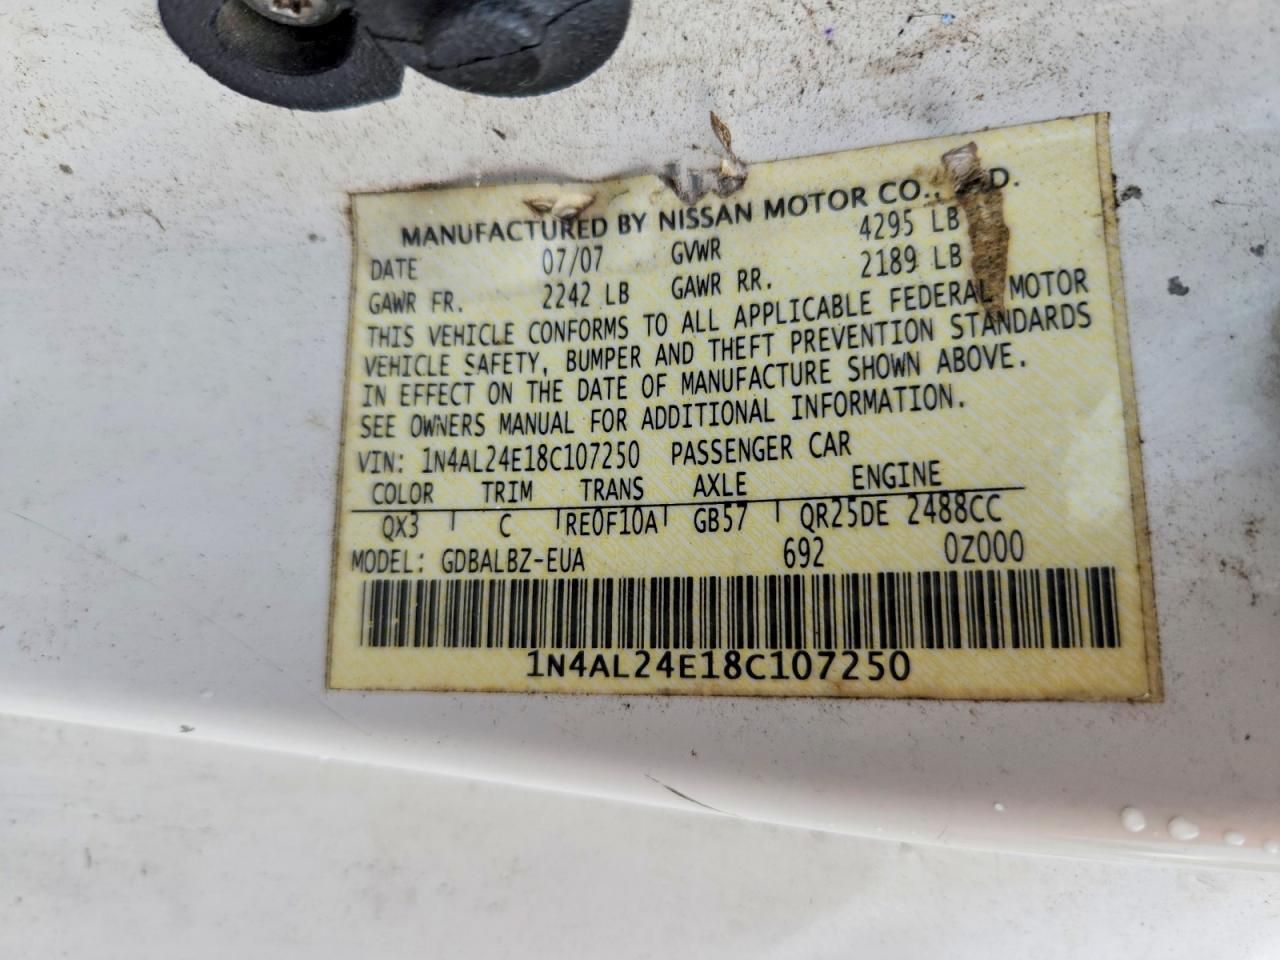 MANUFACTURED BY NISSAN MOTOR CO.,
DATE 07/07 GVWR 4295 LB
GAWR FR. 2242 LB GAWR RR. 2189 LB
THIS VEHICLE CONFORMS TO ALL APPLICABLE FEDERAL MOTOR
VEHICLE SAFETY, BUMPER AND THEFT PREVENTION STANDARDS
IN EFFECT ON THE DATE OF MANUFACTURE SHOWN ABOVE.
SEE OWNERS MANUAL FOR ADDITIONAL INFORMATION.
VIN: 1N4AL24E18C107250 PASSENGER CAR
COLOR TRIM TRANS AXLE ENGINE
QX3 C RE0F10A GB57 QR25DE 2488CC
MODEL: GDBALBZ-EUA 692 0Z000
1N4AL24E18C107250